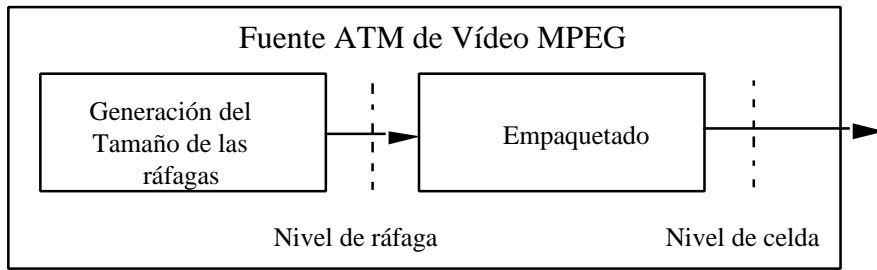 Fuente ATM de Vídeo MPEG
Generación del
Tamaño de las
ráfagas
Empaquetado
Nivel de ráfaga
Nivel de celda